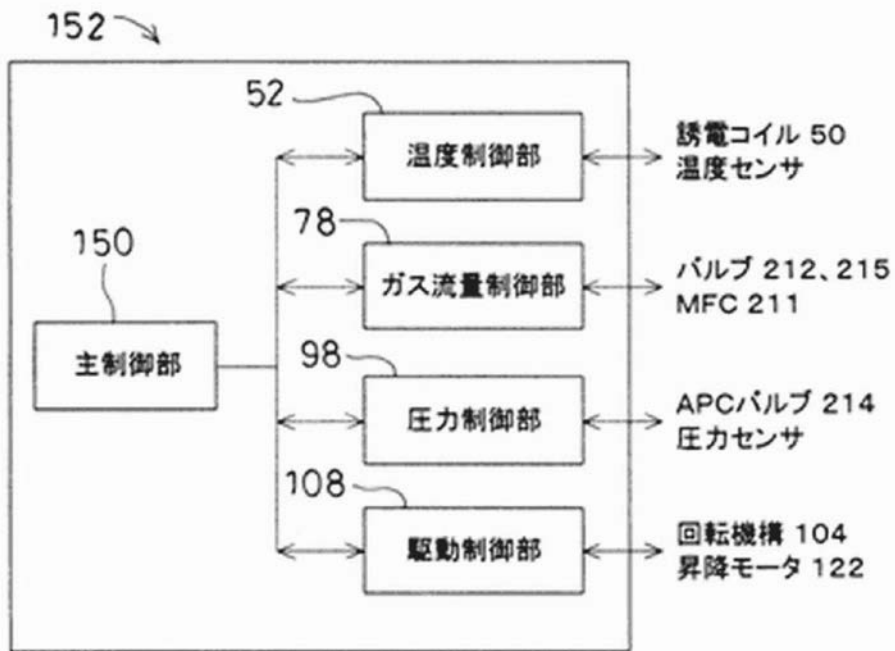 152
52
温度制御部
誘電コイル 50
温度センサ
78
150
ガス流量制御部
バルブ 212、215
MFC 211
主制御部
98
圧力制御部
APCバルブ 214
圧力センサ
108
駆動制御部
回転機構 104
昇降モータ 122